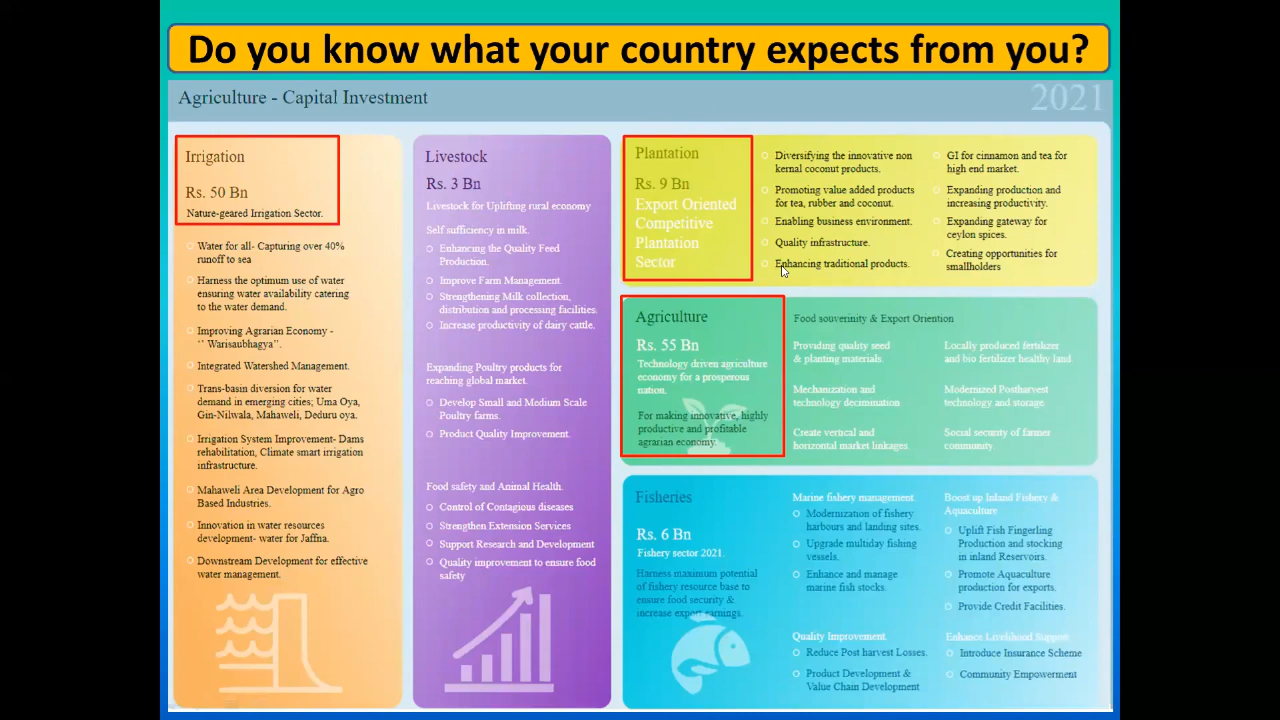 Do you know what your country expects from you?
Agriculture - Capital Investment
2021
Irrigation
Rs. 50 Bn
Nature-geared Irrigation Sector.
Water for all- Capturing over 40%
runoff to sea
Harness the optimum use of water
ensuring water availability catering
to the water demand.
Improving Agrarian Economy -
‘’ Warisaubhagya’’.
Integrated Watershed Management.
Trans-basin diversion for water
demand in emerging cities; Uma Oya,
Gin-Nilwala, Mahaweli, Deduru oya.
Irrigation System Improvement- Dams
rehabilitation, Climate smart irrigation
infrastructure.
Mahaweli Area Development for Agro
Based Industries.
Innovation in water resources
development- water for Jaffna.
Downstream Development for effective
water management.
Livestock
Rs. 3 Bn
Livestock for Uplifting rural economy
Self sufficiency in milk.
Enhancing the Quality Feed
Production.
Improve Farm Management.
Strengthening Milk collection,
distribution and processing facilities.
Increase productivity of dairy cattle.
Expanding Poultry products for
reaching global market.
Develop Small and Medium Scale
Poultry farms.
Product Quality Improvement.
Food safety and Animal Health.
Control of Contagious diseases
Strengthen Extension Services
Support Research and Development
Quality improvement to ensure food
safety
Plantation
Rs. 9 Bn
Export Oriented
Competitive
Plantation
Sector
Diversifying the innovative non
kernal coconut products.
Promoting value added products
for tea, rubber and coconut.
Enabling business environment.
Quality infrastructure.
Enhancing traditional products.
GI for cinnamon and tea for
high end market.
Expanding production and
increasing productivity.
Expanding gateway for
ceylon spices.
Creating opportunities for
smallholders
Agriculture
Rs. 55 Bn
Technology driven agriculture
economy for a prosperous
nation.
For making innovative, highly
productive and profitable
agrarian economy.
Food souverinity & Export Oriention
Providing quality seed
& planting materials.
Mechanization and
technology decimination
Create vertical and
horizontal market linkages.
Locally produced fertilizer
and bio fertilizer healthy land.
Modernized Postharvest
technology and storage.
Social security of farmer
community.
Fisheries
Rs. 6 Bn
Fishery sector 2021.
Harness maximum potential
of fishery resource base to
ensure food security &
increase export earnings.
Marine fishery management.
Modernization of fishery
harbours and landing sites.
Upgrade multiday fishing
vessels.
Enhance and manage
marine fish stocks.
Quality Improvement.
Reduce Post harvest Losses.
Product Development &
Value Chain Development
Boost up Inland Fishery &
Aquaculture
Uplift Fish Fingerling
Production and stocking
in inland Reservoirs.
Promote Aquaculture
production for exports.
Provide Credit Facilities.
Enhance Livelihood Support
Introduce Insurance Scheme
Community Empowerment